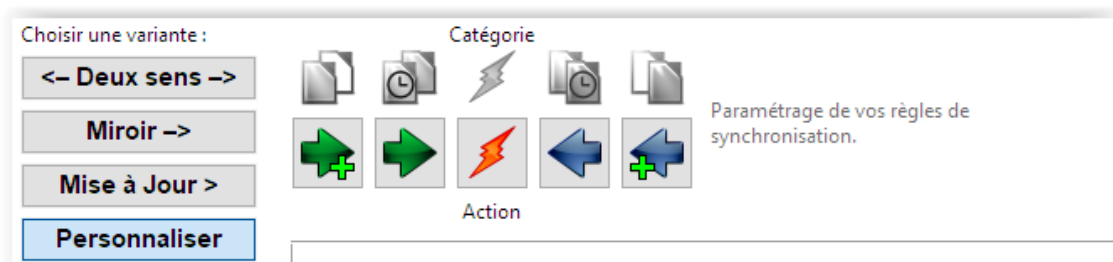 Choisir une variante :
<– Deux sens –>
Miroir –>
Mise à Jour >
Personnaliser
Catégorie
Action
Paramétrage de vos règles de
synchronisation.